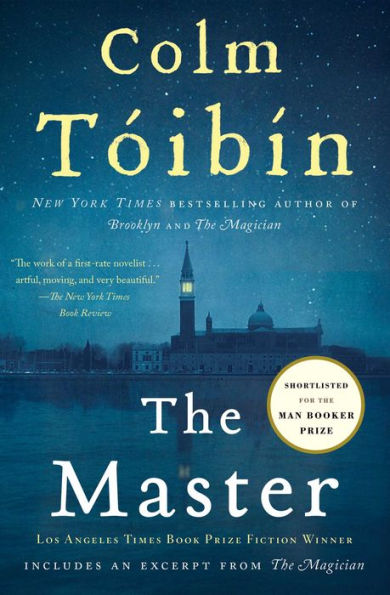 Colm
Tóibín
NEW YORK TIMES BESTSELLING AUTHOR OF
Brooklyn AND The Magician
“The work of a first-rate novelist . . .
artful, moving, and very beautiful.”
—The New York Times
Book Review
SHORTLISTED
FOR THE
MAN BOOKER
PRIZE
The
Master
LOS ANGELES TIMES BOOK PRIZE FICTION WINNER
INCLUDES AN EXCERPT FROM The Magician